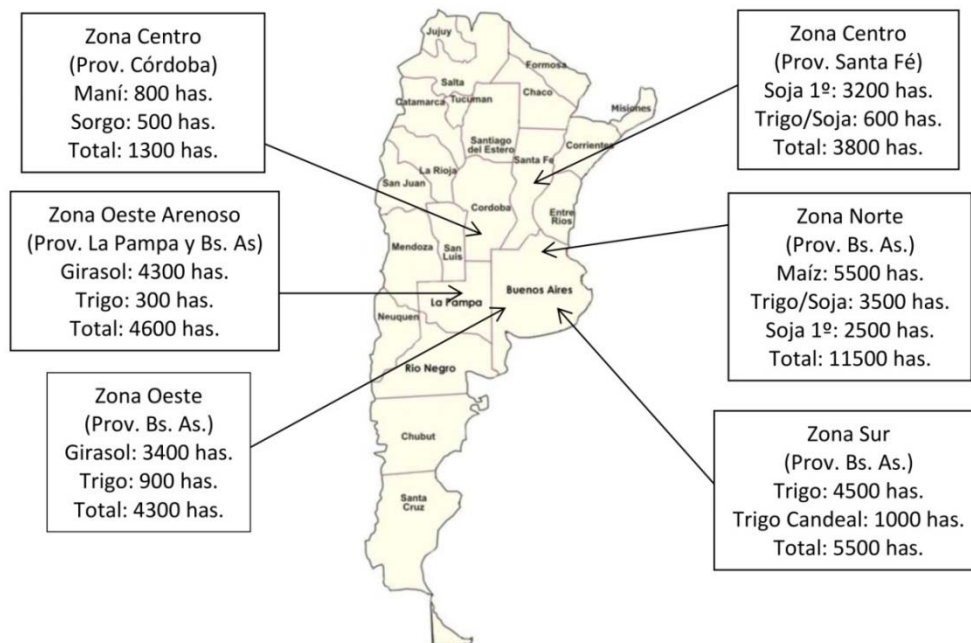 Zona Centro
(Prov. Córdoba)
Maní: 800 has.
Sorgo: 500 has.
Total: 1300 has.
Zona Oeste Arenoso
(Prov. La Pampa y Bs. As)
Girasol: 4300 has.
Trigo: 300 has.
Total: 4600 has.
Zona Oeste
(Prov. Bs. As.)
Girasol: 3400 has.
Trigo: 900 has.
Total: 4300 has.
Jujuy
Salta
Formosa
Chaco
Catamarca
Tucuman
Misiones
Santiago
del Estero
Corrientes
Santa Fe
La Rioja
San Juan
Cordoba
Entre
Rios
Mendoza
San
Luis
Buenos Aires
La Pampa
Neuquen
Rio Negro
Chubut
Santa
Cruz
Zona Centro
(Prov. Santa Fé)
Soja 1º: 3200 has.
Trigo/Soja: 600 has.
Total: 3800 has.
Zona Norte
(Prov. Bs. As.)
Maíz: 5500 has.
Trigo/Soja: 3500 has.
Soja 1º: 2500 has.
Total: 11500 has.
Zona Sur
(Prov. Bs. As.)
Trigo: 4500 has.
Trigo Candeal: 1000 has.
Total: 5500 has.